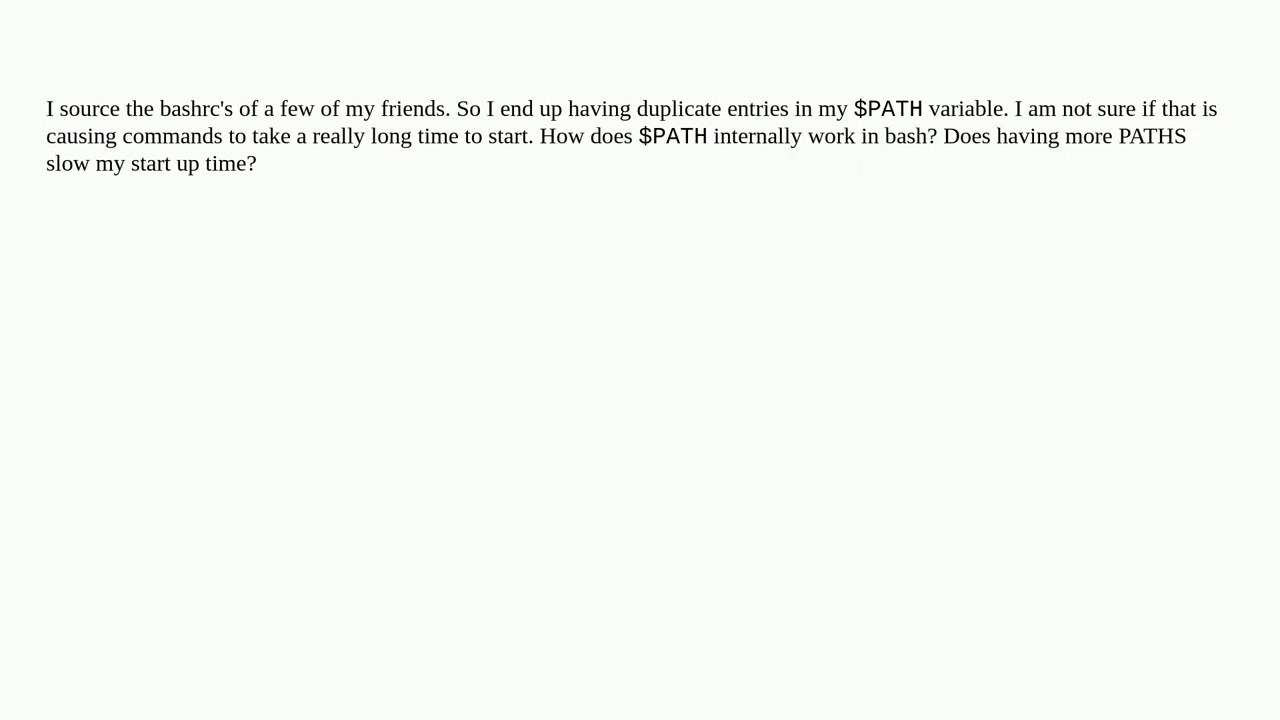 I source the bashrc's of a few of my friends. So I end up having duplicate entries in my $PATH variable. I am not sure if that is
causing commands to take a really long time to start. How does $PATH internally work in bash? Does having more PATHS
slow my start up time?